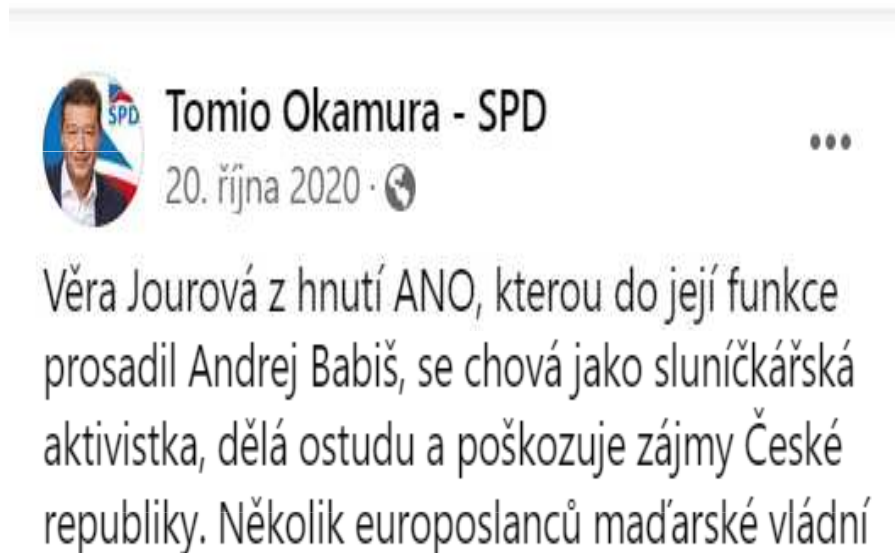 SPD
Tomio Okamura - SPD
20. října 2020 ·
Věra Jourová z hnutí ANO, kterou do její funkce
prosadil Andrej Babiš, se chová jako sluníčkářská
aktivistka, dělá ostudu a poškozuje zájmy České
republiky. Několik europoslanců maďarské vládní